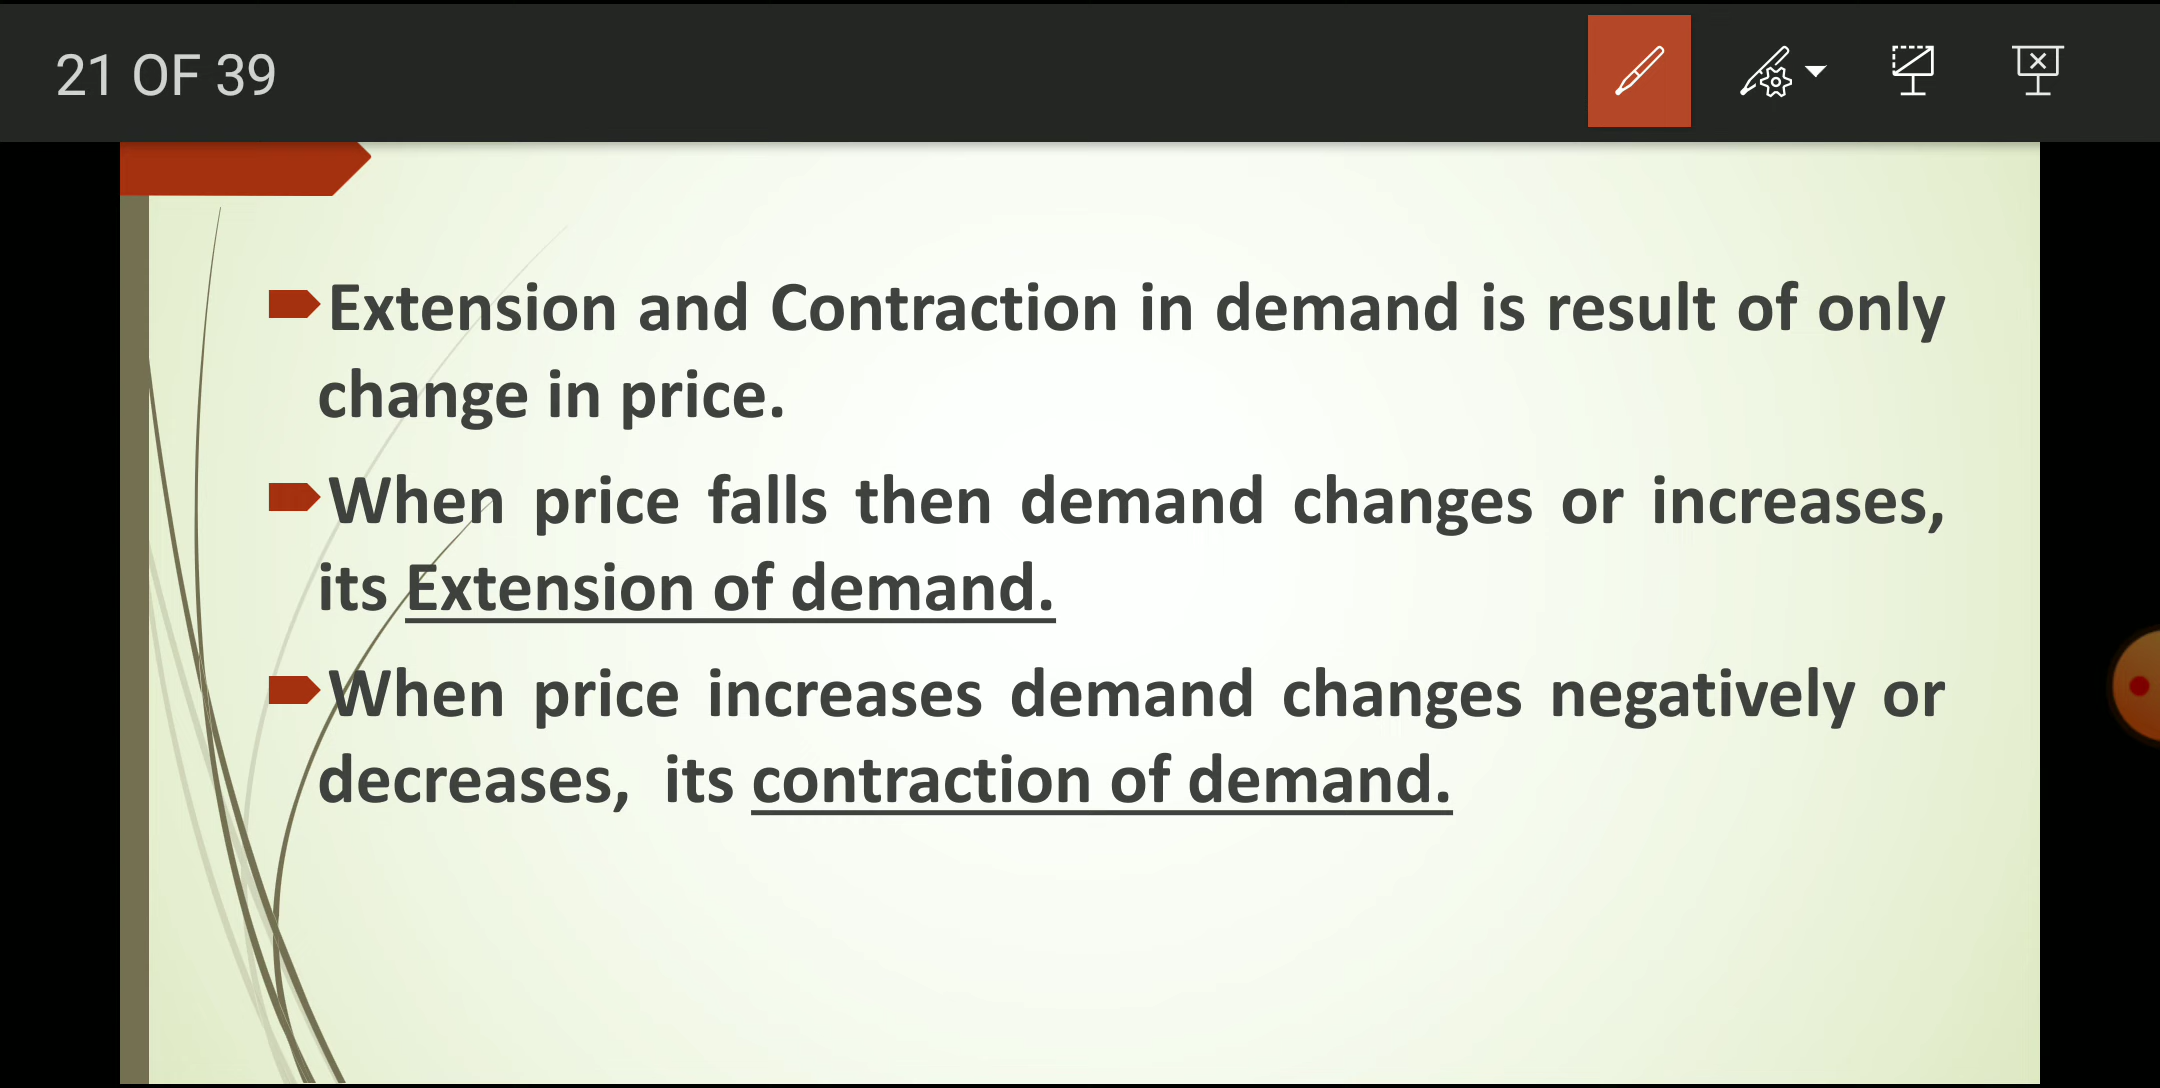 21 OF 39
Extension and Contraction in demand is result of only
change in price.
When price falls then demand changes or increases,
its Extension of demand.
When price increases demand changes negatively or
decreases, its contraction of demand.